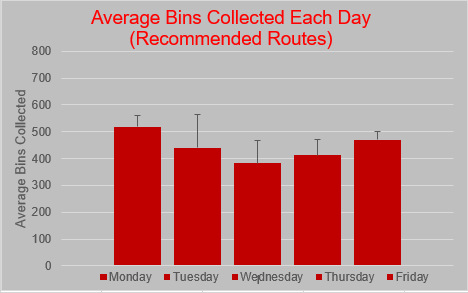 Average Bins Collected Each Day
(Recommended Routes)
Average Bins Collected
800
700
600
500
400
300
200
100
0
Monday Tuesday Wednesday Thursday Friday